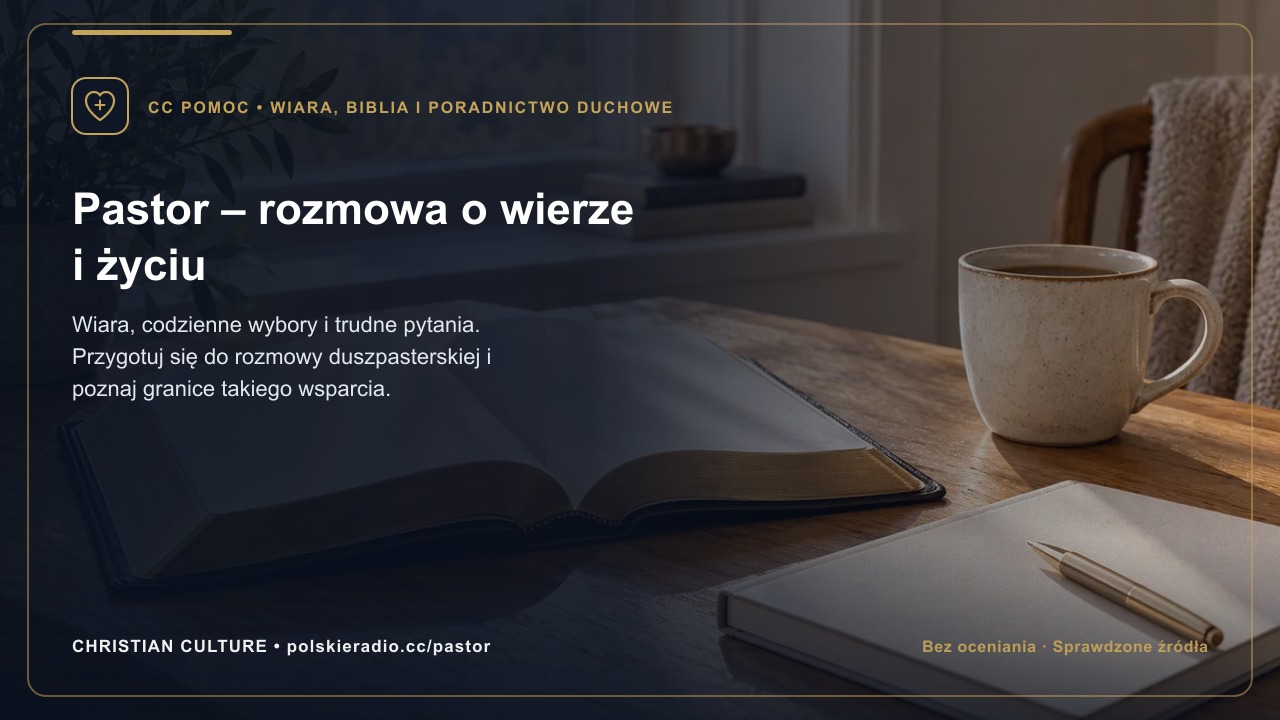 CC POMOC • WIARA, BIBLIA I PORADNICTWO DUCHOWE
Pastor – rozmowa o wierze
i życiu
Wiara, codzienne wybory i trudne pytania.
Przygotuj się do rozmowy duszpasterskiej i
poznaj granice takiego wsparcia.
CHRISTIAN CULTURE • polskieradio.cc/pastor
Bez oceniania · Sprawdzone źródła